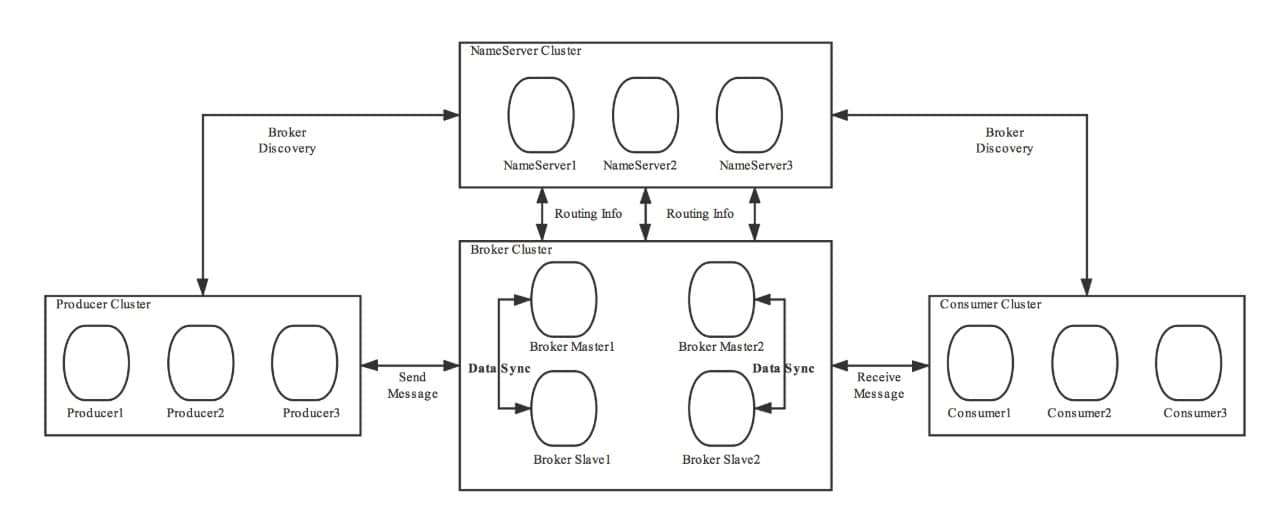 NameServer Cluster
NameServer1
NameServer2
NameServer3
Broker
Discovery
Broker
Discovery
Routing Info
Routing Info
Broker Cluster
Broker Master1
Broker Master2
Data Sync
Data Sync
Broker Slave1
Broker Slave2
Producer Cluster
Producer1
Producer2
Producer3
Send
Message
Receive
Message
Consumer Cluster
Consumer1
Consumer2
Consumer3